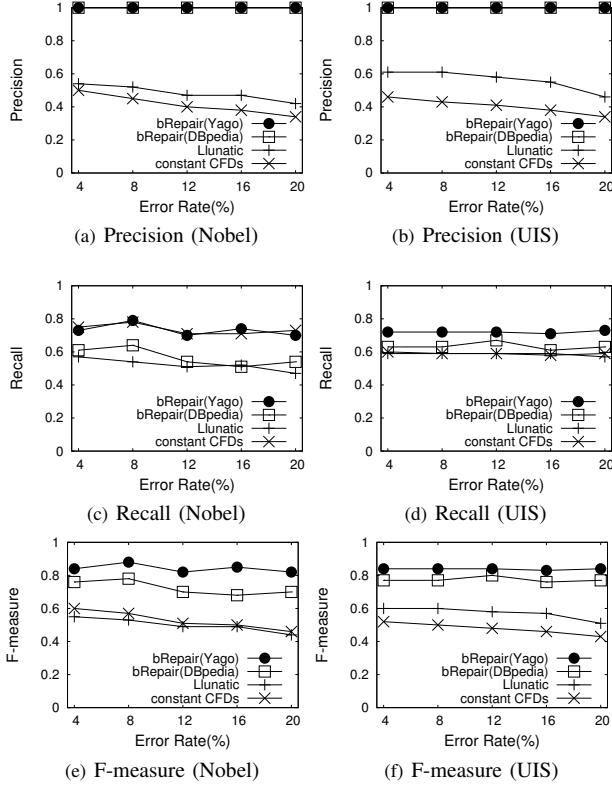 1
0.8
0.6
0.4
0.2
0
Precision
bRepair(Yago)
bRepair(DBpedia)
Llunatic
constant CFDs
4 8 12 16 20
Error Rate(%)
(a) Precision (Nobel)
1
0.8
0.6
0.4
0.2
0
Precision
bRepair(Yago)
bRepair(DBpedia)
Llunatic
constant CFDs
4 8 12 16 20
Error Rate(%)
(b) Precision (UIS)
1
0.8
0.6
0.4
0.2
0
Recall
bRepair(Yago)
bRepair(DBpedia)
Llunatic
constant CFDs
4 8 12 16 20
Error Rate(%)
(c) Recall (Nobel)
1
0.8
0.6
0.4
0.2
0
Recall
bRepair(Yago)
bRepair(DBpedia)
Llunatic
constant CFDs
4 8 12 16 20
Error Rate(%)
(d) Recall (UIS)
1
0.8
0.6
0.4
0.2
0
F-measure
bRepair(Yago)
bRepair(DBpedia)
Llunatic
constant CFDs
4 8 12 16 20
Error Rate(%)
(e) F-measure (Nobel)
1
0.8
0.6
0.4
0.2
0
F-measure
bRepair(Yago)
bRepair(DBpedia)
Llunatic
constant CFDs
4 8 12 16 20
Error Rate(%)
(f) F-measure (UIS)